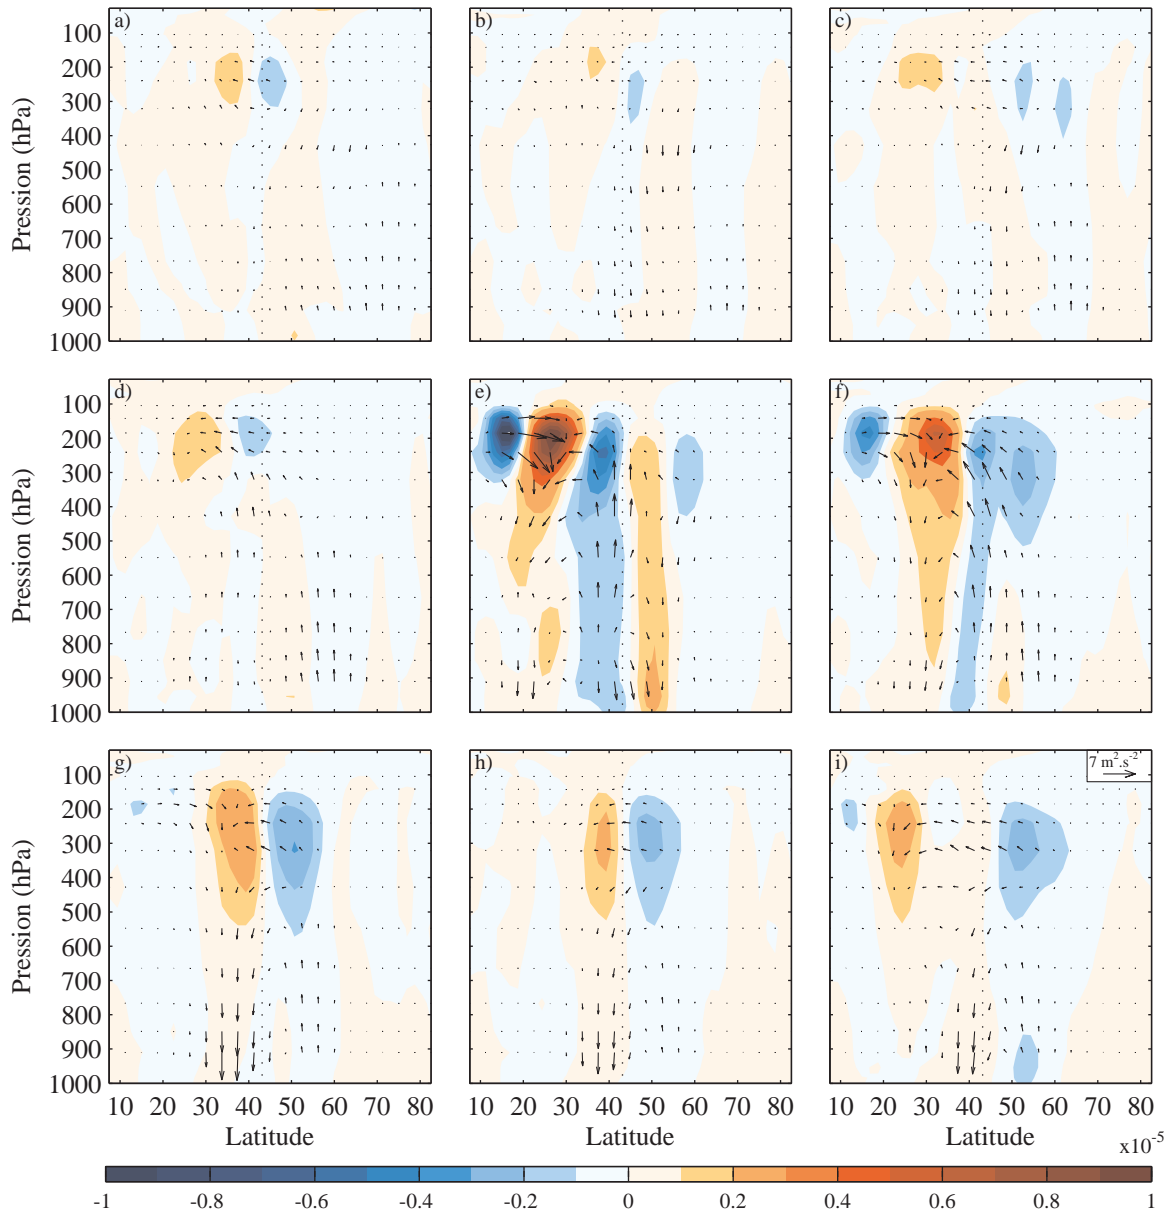 a)
b)
c)
100
200
300
400
500
600
700
800
900
1000
Pression (hPa)
d)
e)
f)
100
200
300
400
500
600
700
800
900
1000
Pression (hPa)
g)
h)
i)
7 m².s⁻²
100
200
300
400
500
600
700
800
900
1000
Pression (hPa)
10 20 30 40 50 60 70 80
10 20 30 40 50 60 70 80
10 20 30 40 50 60 70 80
Latitude
Latitude
Latitude
x10⁻⁵
-1 -0.8 -0.6 -0.4 -0.2 0 0.2 0.4 0.6 0.8 1